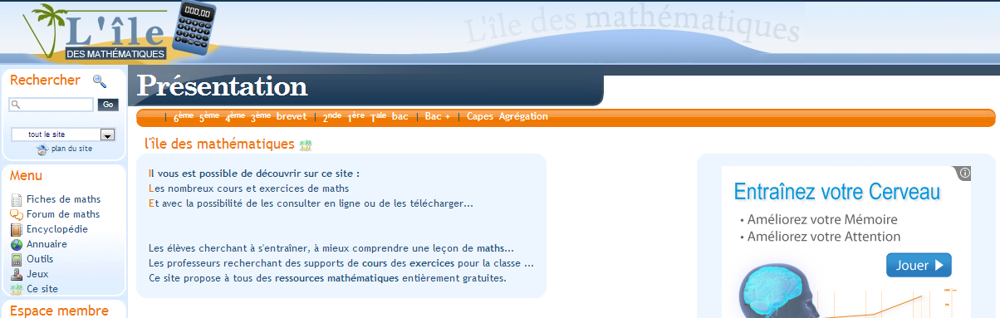 000,00
L'île
DES MATHÉMATIQUES
L'île des mathématiques
Rechercher
Go
tout le site
plan du site
Menu
Fiches de maths
Forum de maths
Encyclopédie
Annuaire
Outils
Jeux
Ce site
Espace membre
Présentation
| 6ème 5ème 4ème 3ème brevet | 2nde 1ère Tale bac | Bac + | Capes Agrégation
l'île des mathématiques
Il vous est possible de découvrir sur ce site :
Les nombreux cours et exercices de maths
Et avec la possibilité de les consulter en ligne ou de les télécharger...
Les élèves cherchant à s'entraîner, à mieux comprendre une leçon de maths...
Les professeurs recherchant des supports de cours des exercices pour la classe ...
Ce site propose à tous des ressources mathématiques entièrement gratuites.
Entraînez votre Cerveau
• Améliorez votre Mémoire
• Améliorez votre Attention
Jouer